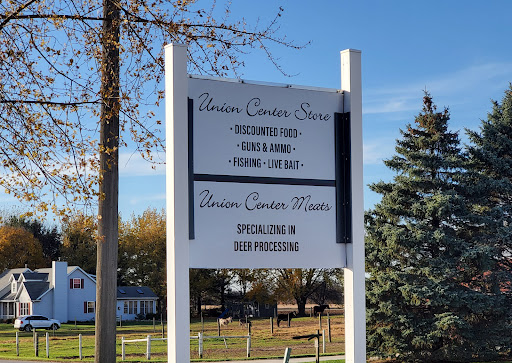 Union Center Store
• DISCOUNTED FOOD •
• GUNS & AMMO •
• FISHING • LIVE BAIT •
Union Center Meats
SPECIALIZING IN
DEER PROCESSING